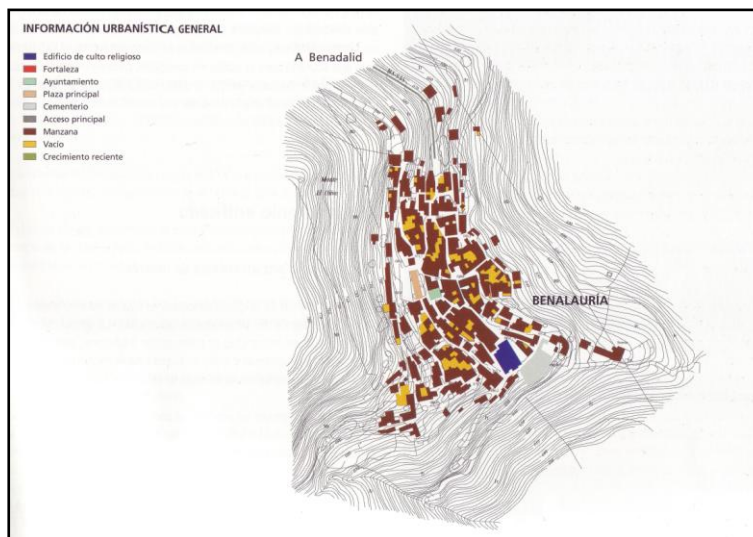 INFORMACIÓN URBANÍSTICA GENERAL
A Benadalid
Edificio de culto religioso
Fortaleza
Ayuntamiento
Plaza principal
Cementerio
Acceso principal
Manzana
Vacío
Crecimiento reciente
BENALAURÍA